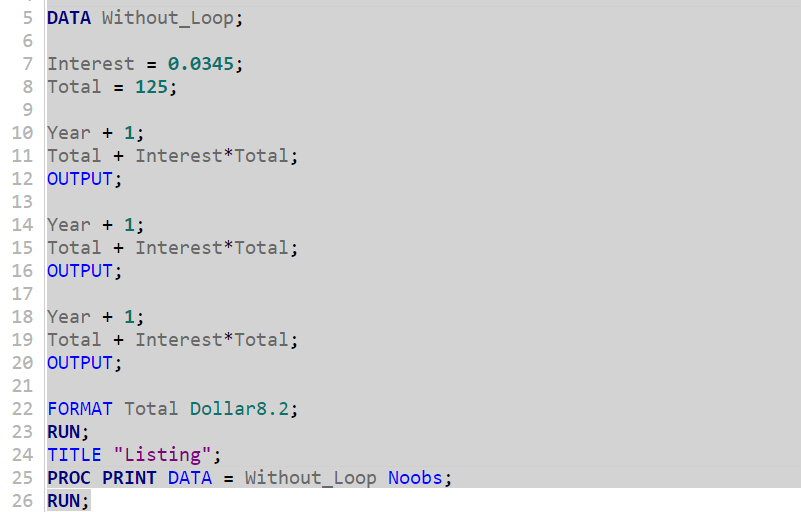 5 DATA Without_Loop;
6
7 Interest = 0.0345;
8 Total = 125;
9
10 Year + 1;
11 Total + Interest*Total;
12 OUTPUT;
13
14 Year + 1;
15 Total + Interest*Total;
16 OUTPUT;
17
18 Year + 1;
19 Total + Interest*Total;
20 OUTPUT;
21
22 FORMAT Total Dollar8.2;
23 RUN;
24 TITLE "Listing";
25 PROC PRINT DATA = Without_Loop Noobs;
26 RUN;